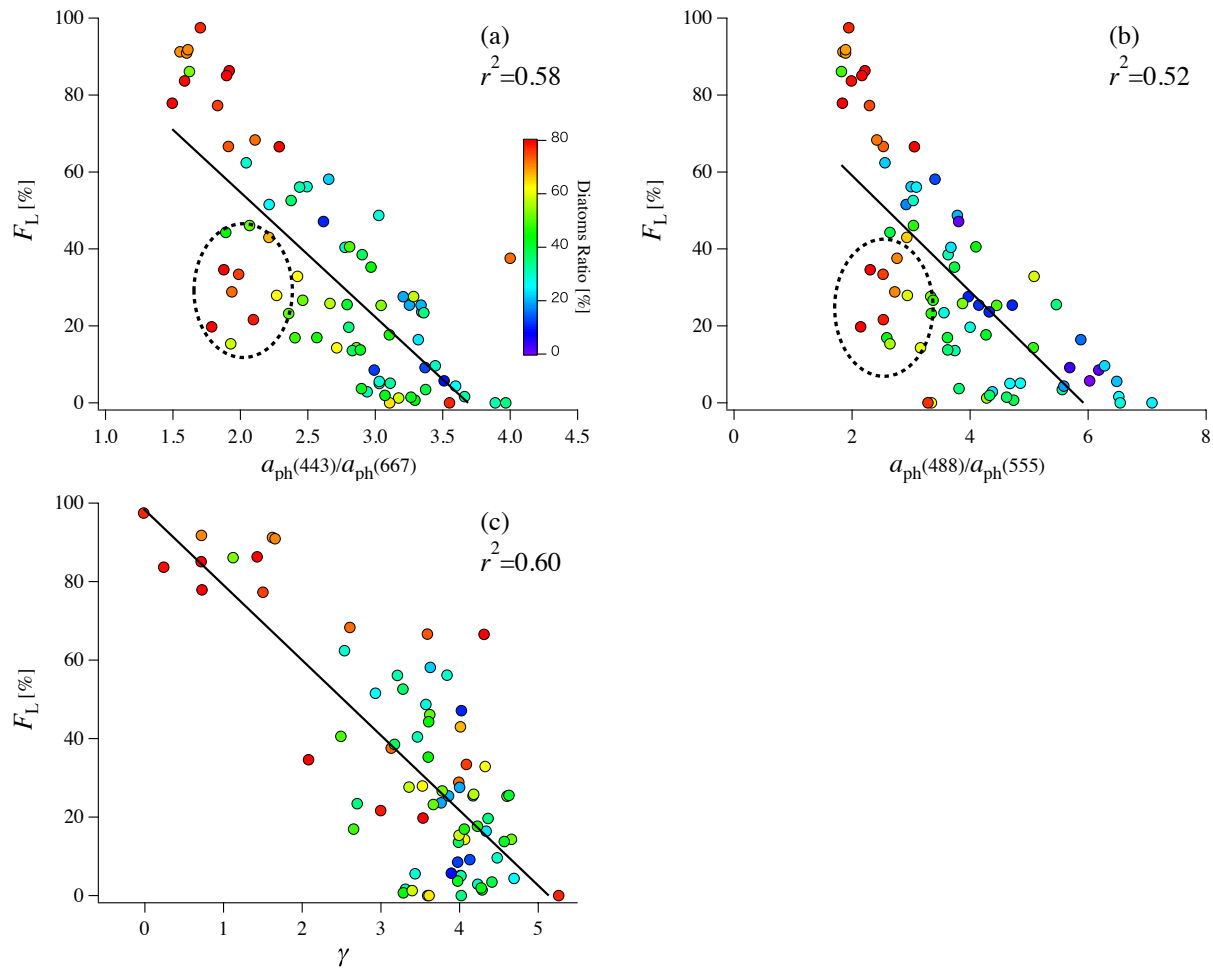 (a)
r²=0.58
100
80
60
40
20
0
F_L [%]
1.0 1.5 2.0 2.5 3.0 3.5 4.0 4.5
a_ph(443)/a_ph(667)
80
60
40
20
0
Diatoms Ratio [%]
(b)
r²=0.52
100
80
60
40
20
0
F_L [%]
0 2 4 6 8
a_ph(488)/a_ph(555)
(c)
r²=0.60
100
80
60
40
20
0
F_L [%]
0 1 2 3 4 5
γ